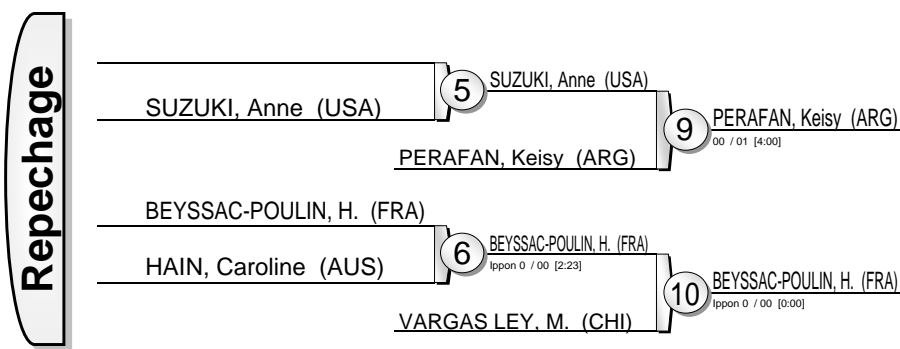 Repechage
SUZUKI, Anne (USA)
5
SUZUKI, Anne (USA)
PERAFAN, Keisy (ARG)
9
PERAFAN, Keisy (ARG)
00 / 01 [4:00]
BEYSSAC-POULIN, H. (FRA)
HAIN, Caroline (AUS)
6
BEYSSAC-POULIN, H. (FRA)
Ippon 0 / 00 [2:23]
VARGAS LEY, M. (CHI)
10
BEYSSAC-POULIN, H. (FRA)
Ippon 0 / 00 [0:00]